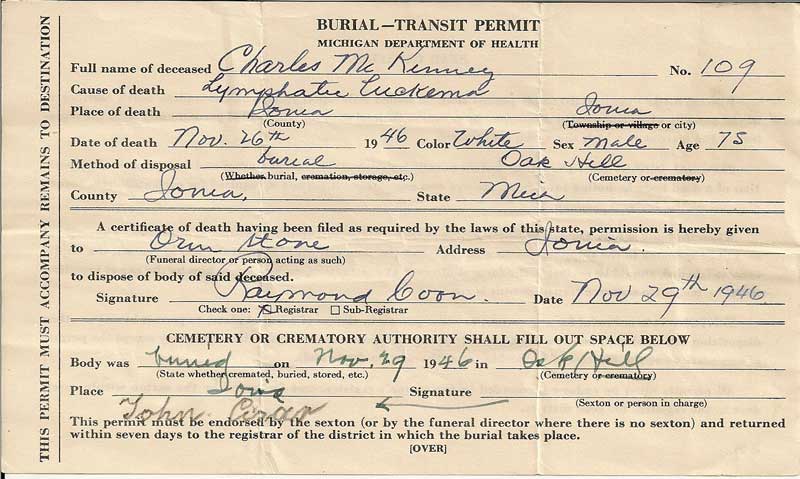 BURIAL—TRANSIT PERMIT
MICHIGAN DEPARTMENT OF HEALTH
Full name of deceased Charles Mc Kinney No. 109
Cause of death Lymphatic Luckema
Place of death Ionia Ionia
(County) (Township or village or city)
Date of death Nov. 26th 1946 Color White Sex Male Age 75
Method of disposal burial Oak Hill
(Whether burial, cremation, storage, etc.) (Cemetery or crematory)
County Ionia, State Mich
A certificate of death having been filed as required by the laws of this state, permission is hereby given
to Orin Stone Address Ionia.
(Funeral director or person acting as such)
to dispose of body of said deceased.
Signature Raymond Coon. Date Nov 29th 1946
Check one: X Registrar ☐ Sub-Registrar
CEMETERY OR CREMATORY AUTHORITY SHALL FILL OUT SPACE BELOW
Body was buried on Nov, 29 1946 in Oak Hill
(State whether cremated, buried, stored, etc.) (Cemetery or crematory)
Place Ionia Signature
(Sexton or person in charge)
John
This permit must be endorsed by the sexton (or by the funeral director where there is no sexton) and returned
within seven days to the registrar of the district in which the burial takes place.
[OVER]
THIS PERMIT MUST ACCOMPANY REMAINS TO DESTINATION